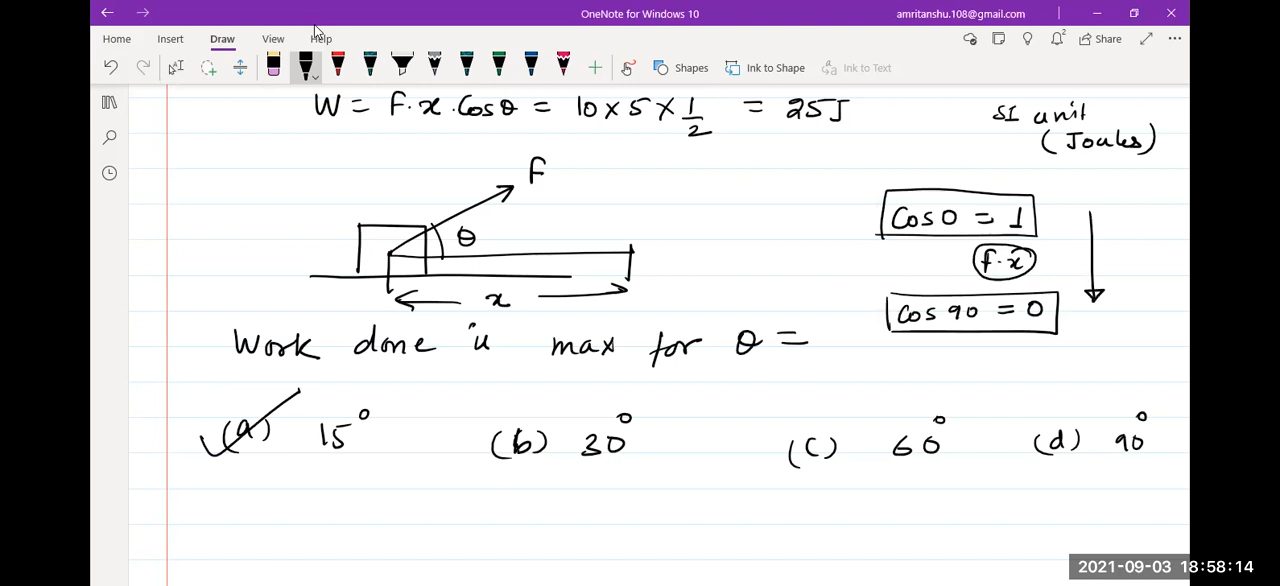 OneNote for Windows 10
amritanshu.108@gmail.com
Home Insert Draw View Help
Share
Shapes Ink to Shape Ink to Text
W = F·x·Cosθ = 10 × 5 × 1/2 = 25J
SI unit
(Joules)
F
θ
x
Cos0 = 1
F·x
Cos 90 = 0
Work done is max for θ =
(a) 15° (b) 30° (c) 60° (d) 90°
2021-09-03 18:58:14